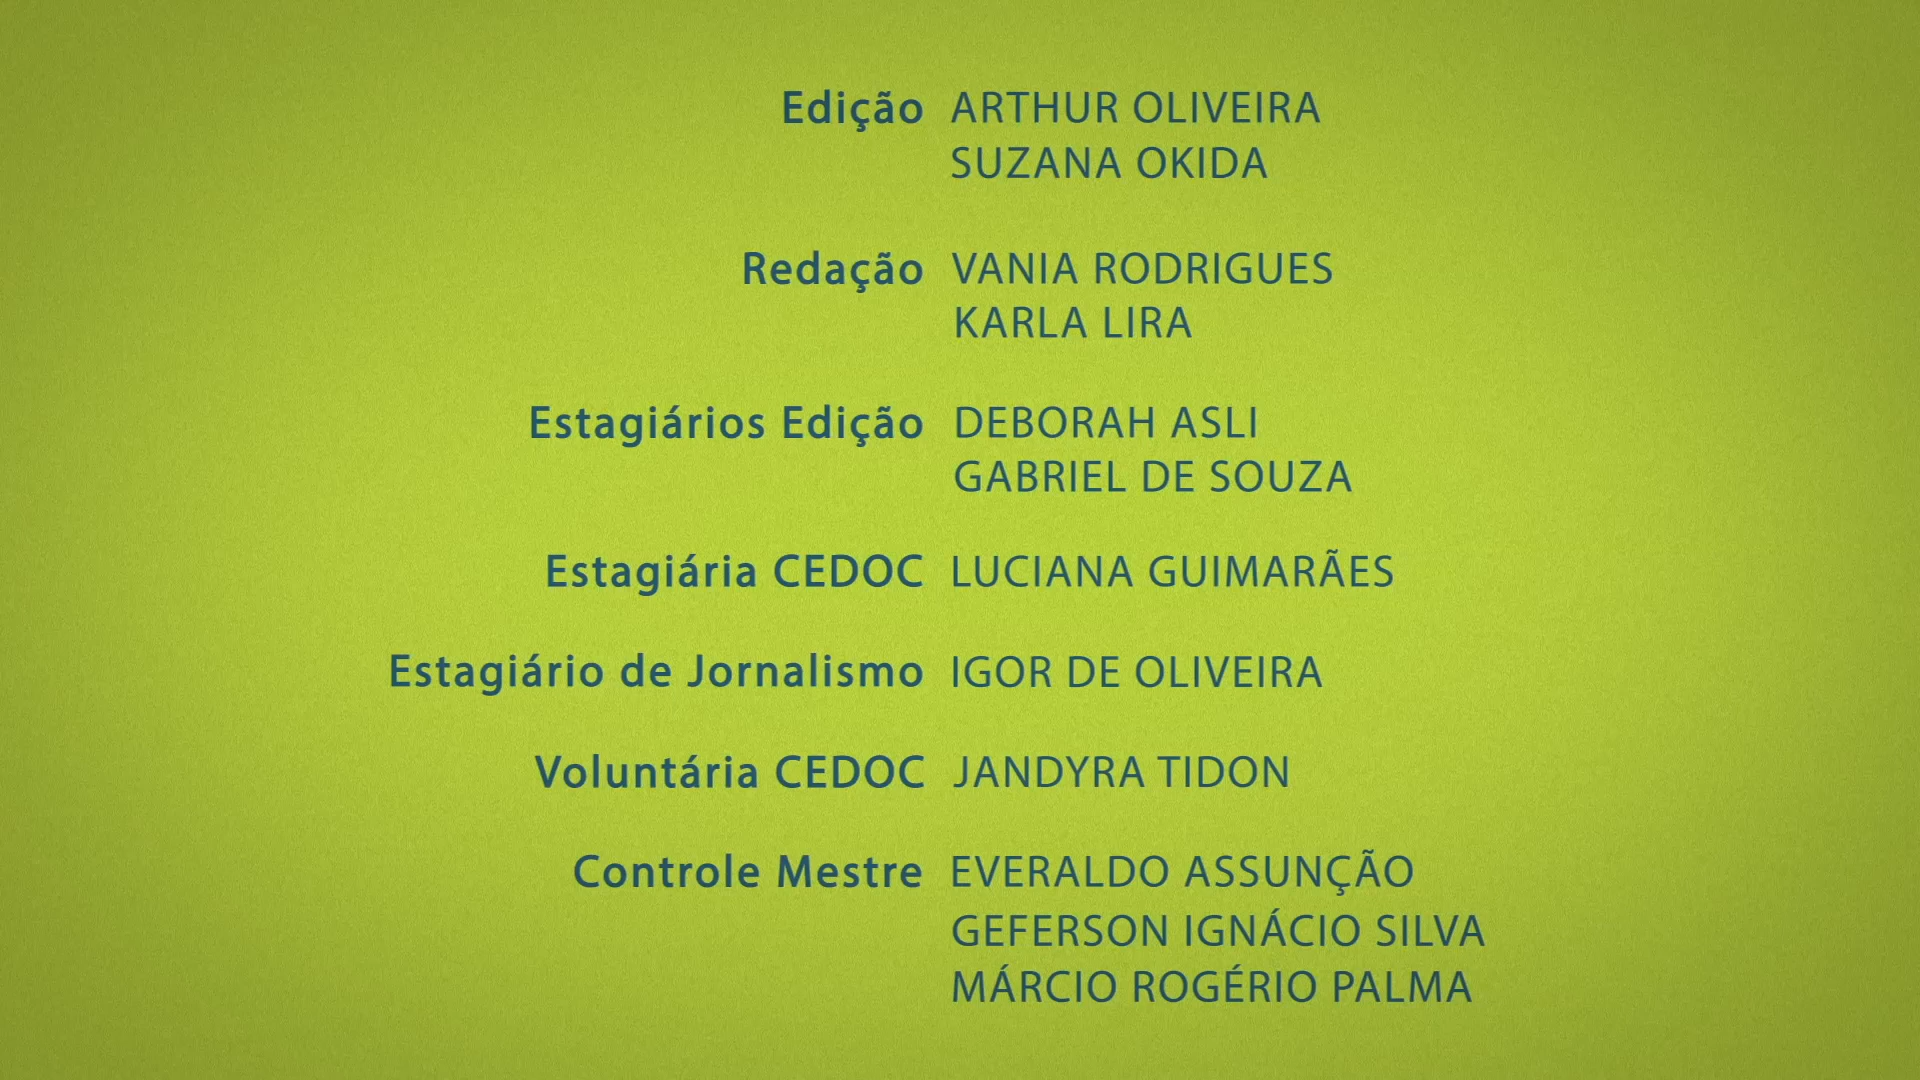 Edição ARTHUR OLIVEIRA
SUZANA OKIDA
Redação VANIA RODRIGUES
KARLA LIRA
Estagiários Edição DEBORAH ASLI
GABRIEL DE SOUZA
Estagiária CEDOC LUCIANA GUIMARÃES
Estagiário de Jornalismo IGOR DE OLIVEIRA
Voluntária CEDOC JANDYRA TIDON
Controle Mestre EVERALDO ASSUNÇÃO
GEFERSON IGNÁCIO SILVA
MÁRCIO ROGÉRIO PALMA